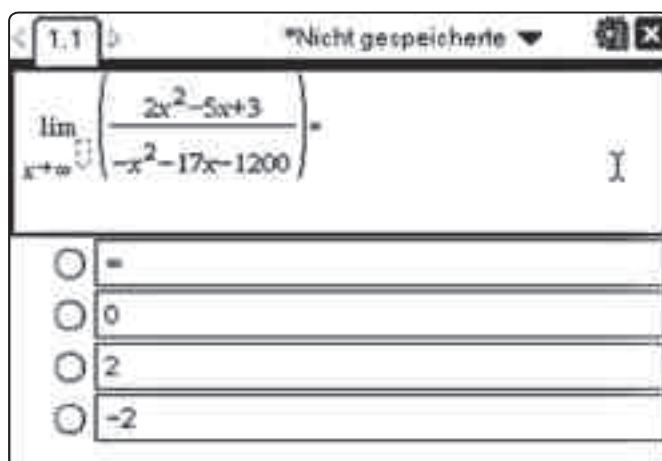 1.1 *Nicht gespeicherte
lim x→∞ (2x²-5x+3 / -x²-17x-1200) =
∞
0
2
-2